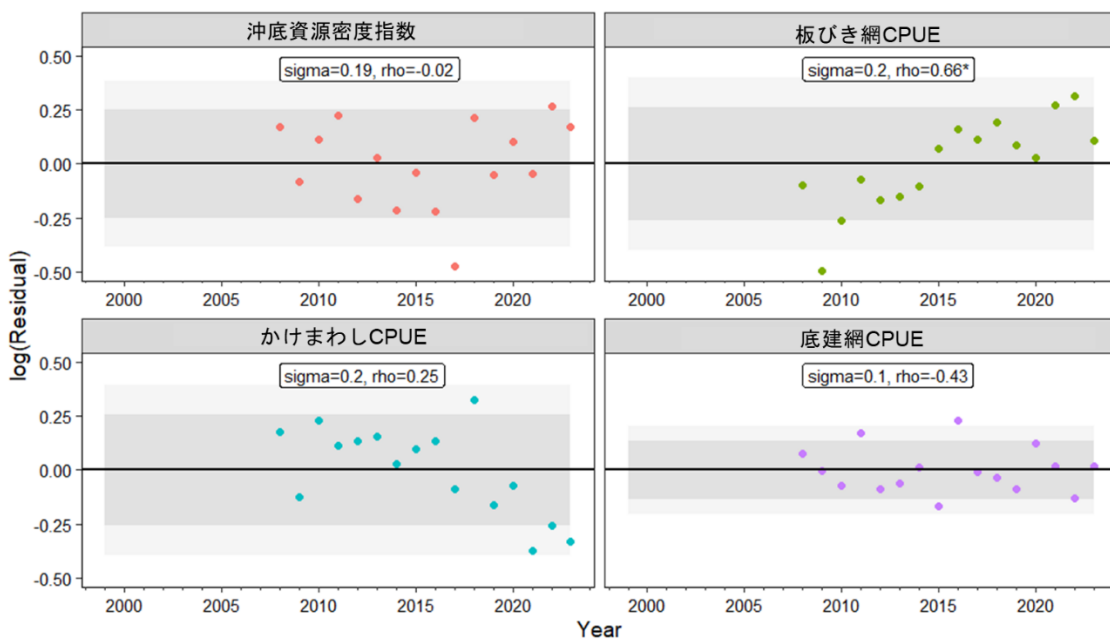 沖底資源密度指数
板びき網CPUE
sigma=0.19, rho=-0.02
sigma=0.2, rho=0.66*
0.50
0.25
0.00
-0.25
-0.50
2000 2005 2010 2015 2020
2000 2005 2010 2015 2020
かけまわしCPUE
底建網CPUE
sigma=0.2, rho=0.25
sigma=0.1, rho=-0.43
0.50
0.25
0.00
-0.25
-0.50
2000 2005 2010 2015 2020
2000 2005 2010 2015 2020
log(Residual)
Year